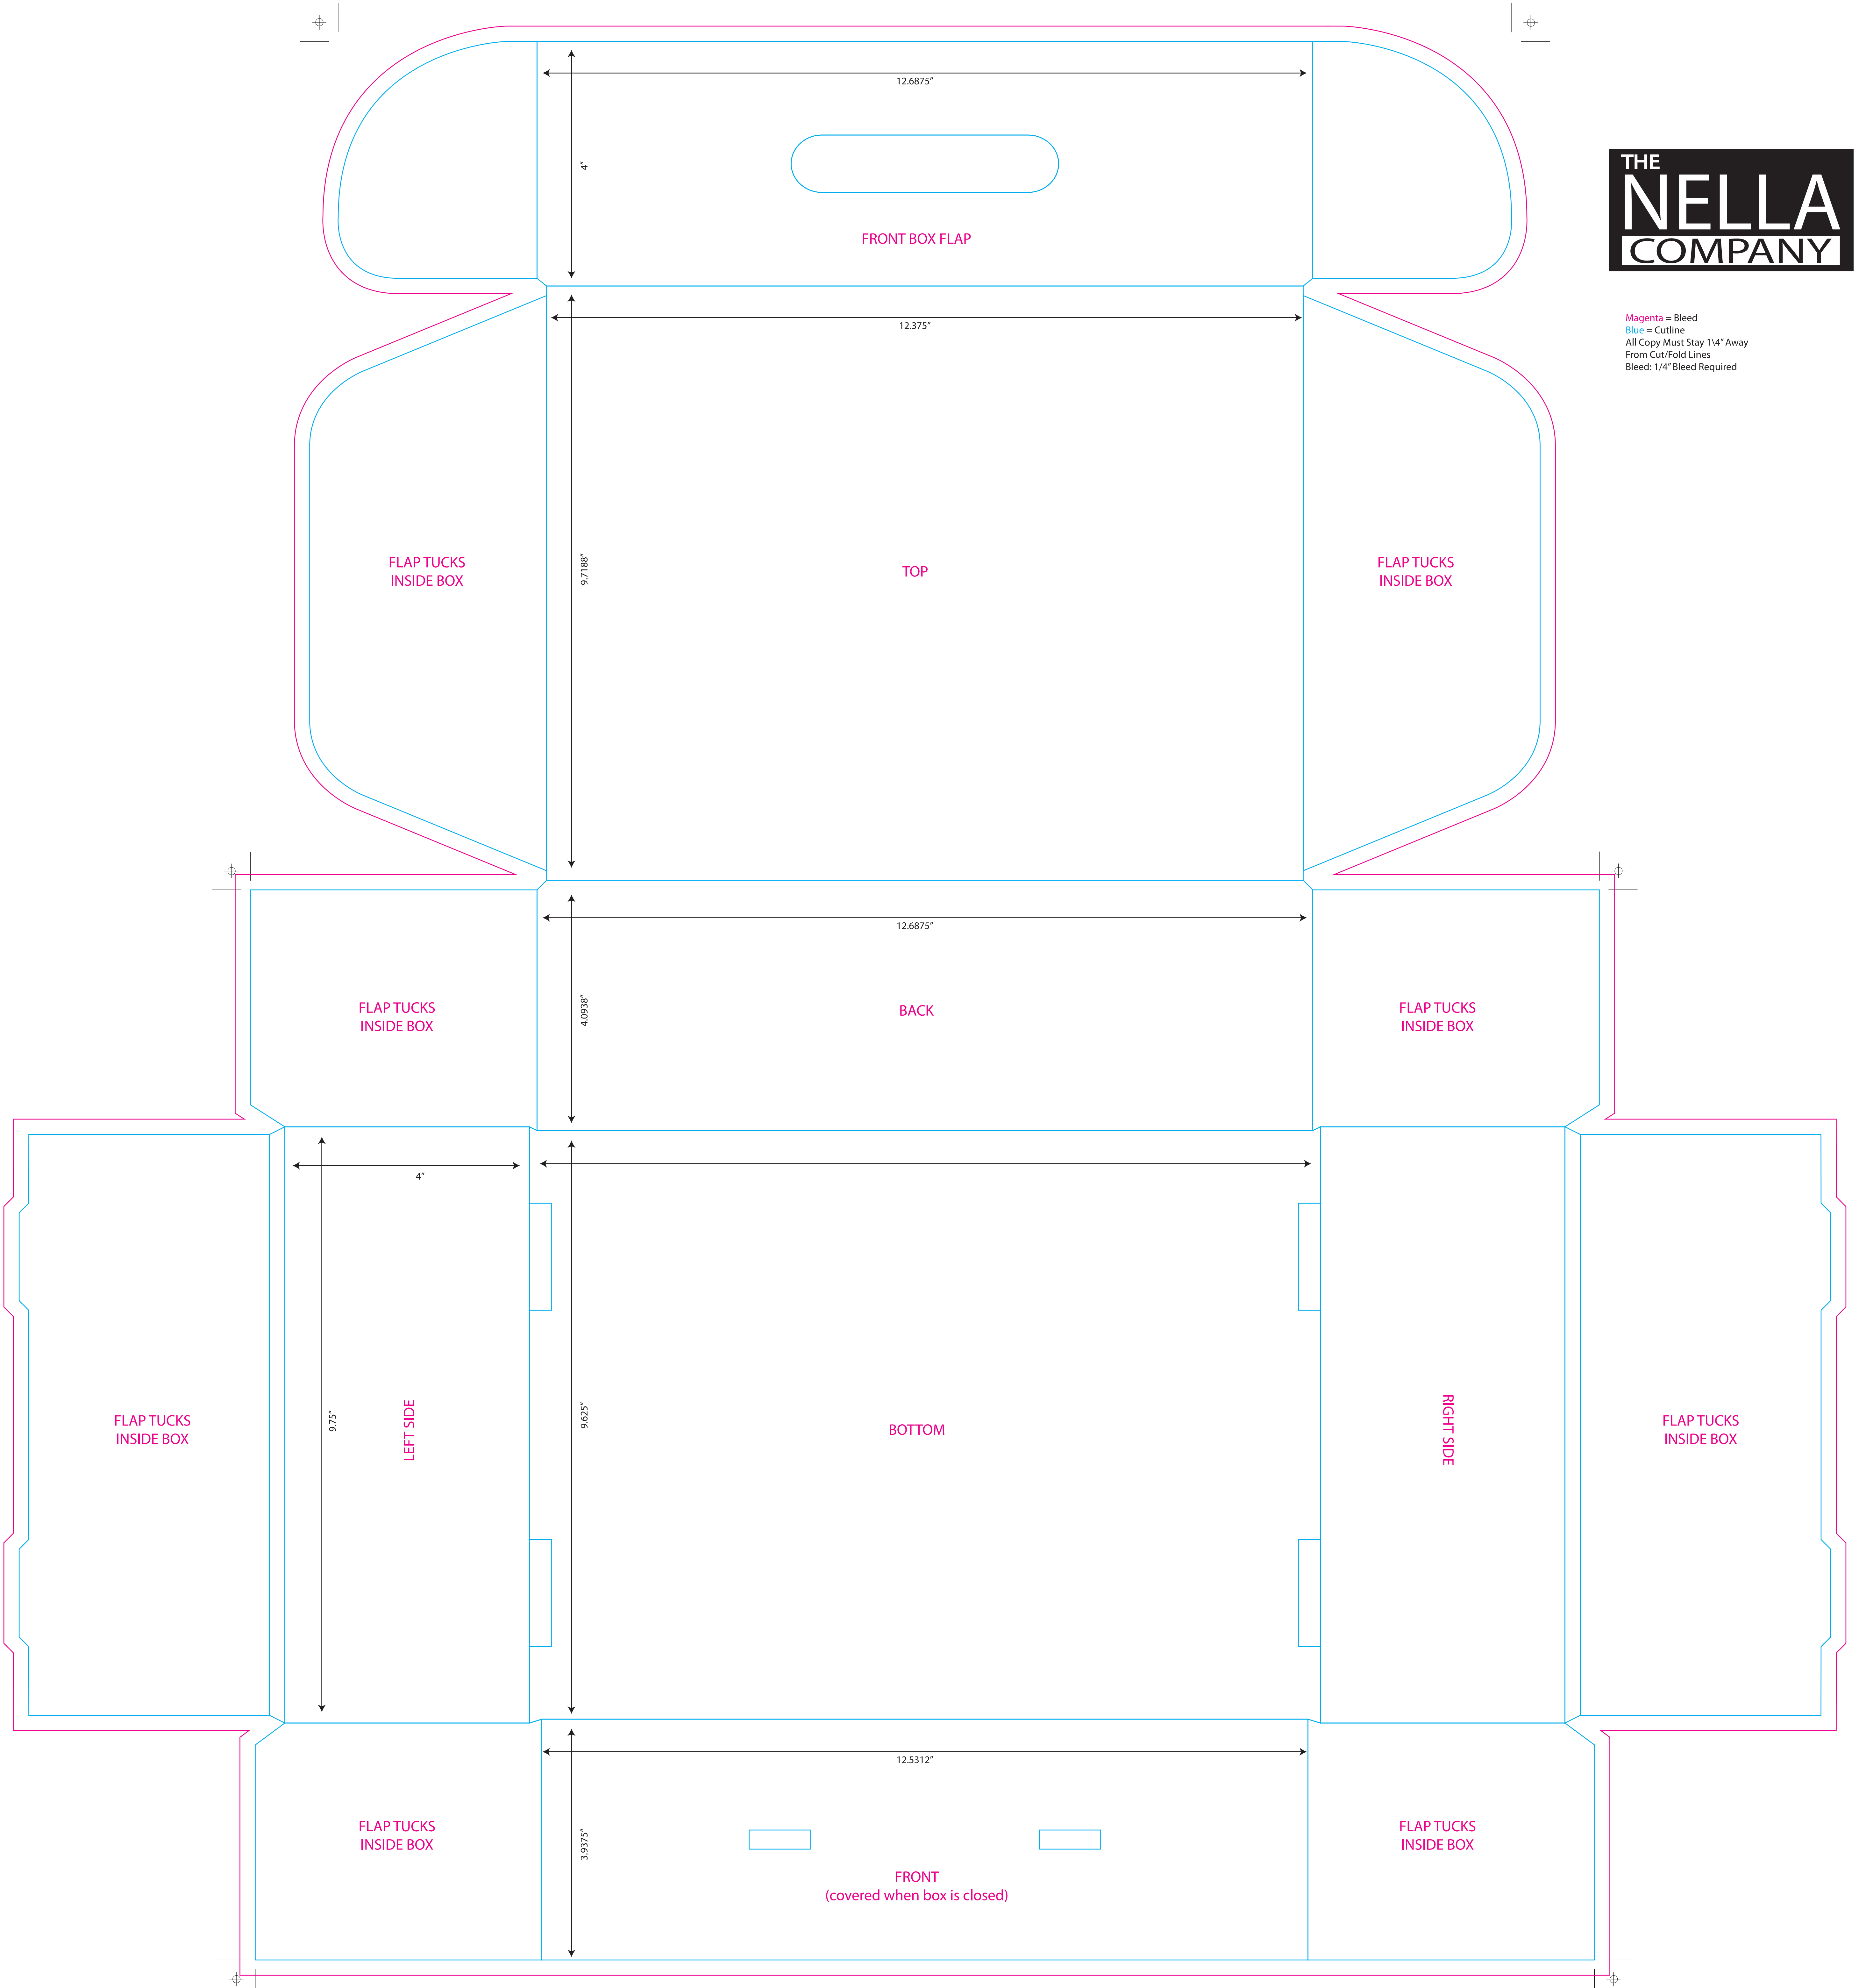 12.6875”
4”
FRONT BOX FLAP
THE
NELLA
COMPANY
Magenta = Bleed
Blue = Cutline
All Copy Must Stay 1\4” Away
From Cut/Fold Lines
Bleed: 1/4” Bleed Required
12.375”
FLAP TUCKS
INSIDE BOX
9.7188”
TOP
FLAP TUCKS
INSIDE BOX
12.6875”
FLAP TUCKS
INSIDE BOX
4.0938”
BACK
FLAP TUCKS
INSIDE BOX
4”
FLAP TUCKS
INSIDE BOX
9.75”
LEFT SIDE
9.625”
BOTTOM
RIGHT SIDE
FLAP TUCKS
INSIDE BOX
12.5312”
FLAP TUCKS
INSIDE BOX
3.9375”
FRONT
(covered when box is closed)
FLAP TUCKS
INSIDE BOX